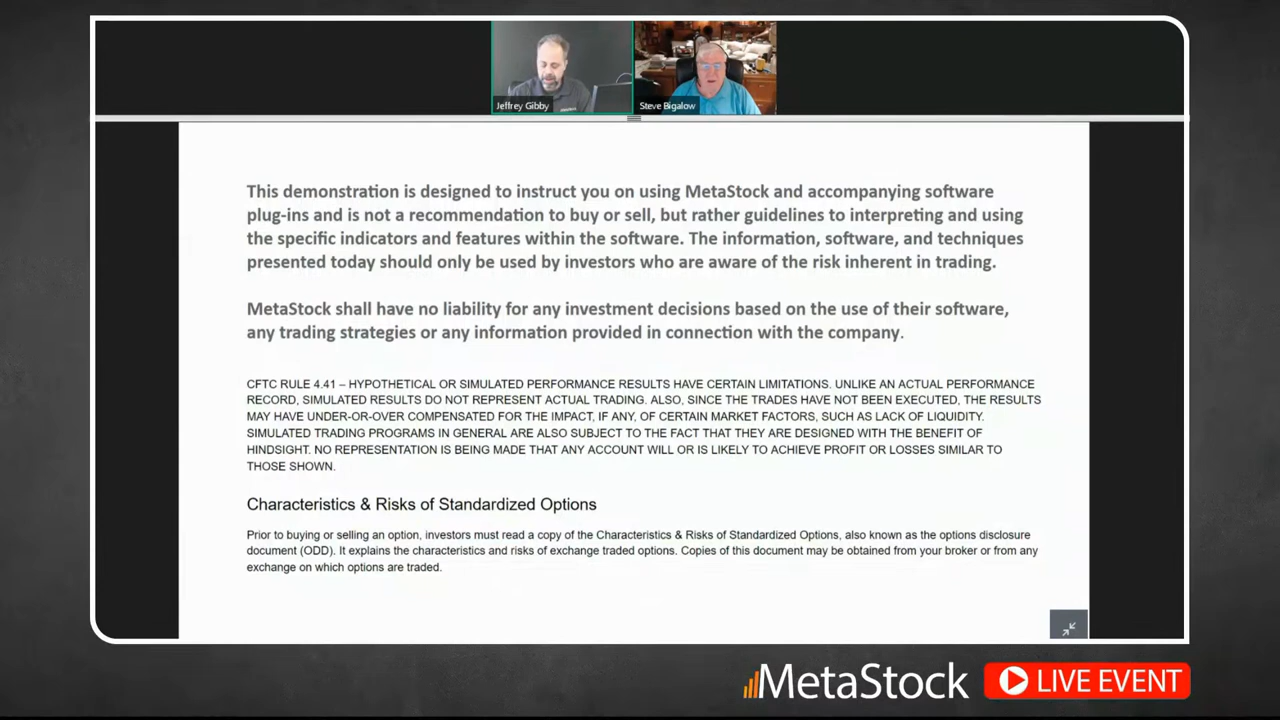 Jeffrey Gibby
Steve Bigalow
This demonstration is designed to instruct you on using MetaStock and accompanying software
plug-ins and is not a recommendation to buy or sell, but rather guidelines to interpreting and using
the specific indicators and features within the software. The information, software, and techniques
presented today should only be used by investors who are aware of the risk inherent in trading.
MetaStock shall have no liability for any investment decisions based on the use of their software,
any trading strategies or any information provided in connection with the company.
CFTC RULE 4.41 – HYPOTHETICAL OR SIMULATED PERFORMANCE RESULTS HAVE CERTAIN LIMITATIONS. UNLIKE AN ACTUAL PERFORMANCE
RECORD, SIMULATED RESULTS DO NOT REPRESENT ACTUAL TRADING. ALSO, SINCE THE TRADES HAVE NOT BEEN EXECUTED, THE RESULTS
MAY HAVE UNDER-OR-OVER COMPENSATED FOR THE IMPACT, IF ANY, OF CERTAIN MARKET FACTORS, SUCH AS LACK OF LIQUIDITY.
SIMULATED TRADING PROGRAMS IN GENERAL ARE ALSO SUBJECT TO THE FACT THAT THEY ARE DESIGNED WITH THE BENEFIT OF
HINDSIGHT. NO REPRESENTATION IS BEING MADE THAT ANY ACCOUNT WILL OR IS LIKELY TO ACHIEVE PROFIT OR LOSSES SIMILAR TO
THOSE SHOWN.
Characteristics & Risks of Standardized Options
Prior to buying or selling an option, investors must read a copy of the Characteristics & Risks of Standardized Options, also known as the options disclosure
document (ODD). It explains the characteristics and risks of exchange traded options. Copies of this document may be obtained from your broker or from any
exchange on which options are traded.
MetaStock LIVE EVENT